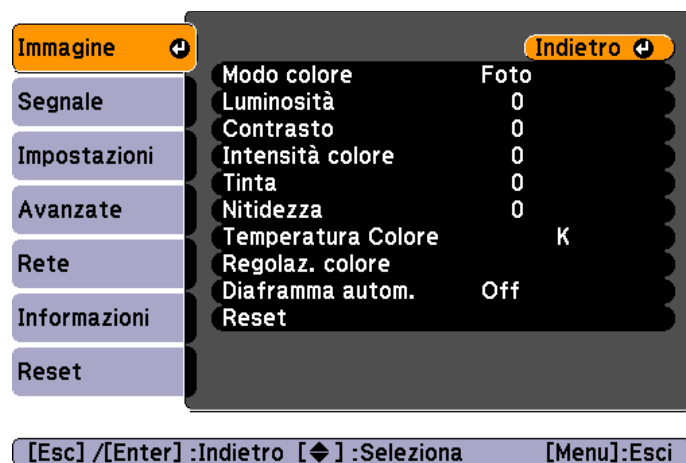 Immagine
Segnale
Impostazioni
Avanzate
Rete
Informazioni
Reset
Indietro
Modo colore Foto
Luminosità 0
Contrasto 0
Intensità colore 0
Tinta 0
Nitidezza 0
Temperatura Colore K
Regolaz. colore
Diaframma autom. Off
Reset
[Esc] /[Enter] :Indietro [◆] :Seleziona [Menu]:Esci